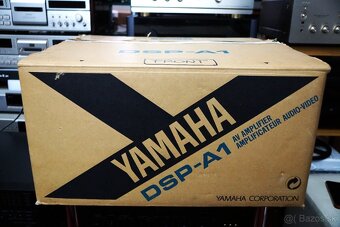 DSP-A1
FRONT
YAMAHA
DSP-A1
AV AMPLIFIER
AMPLIFICATEUR AUDIO-VIDEO
YAMAHA CORPORATION
© Bazos.sk